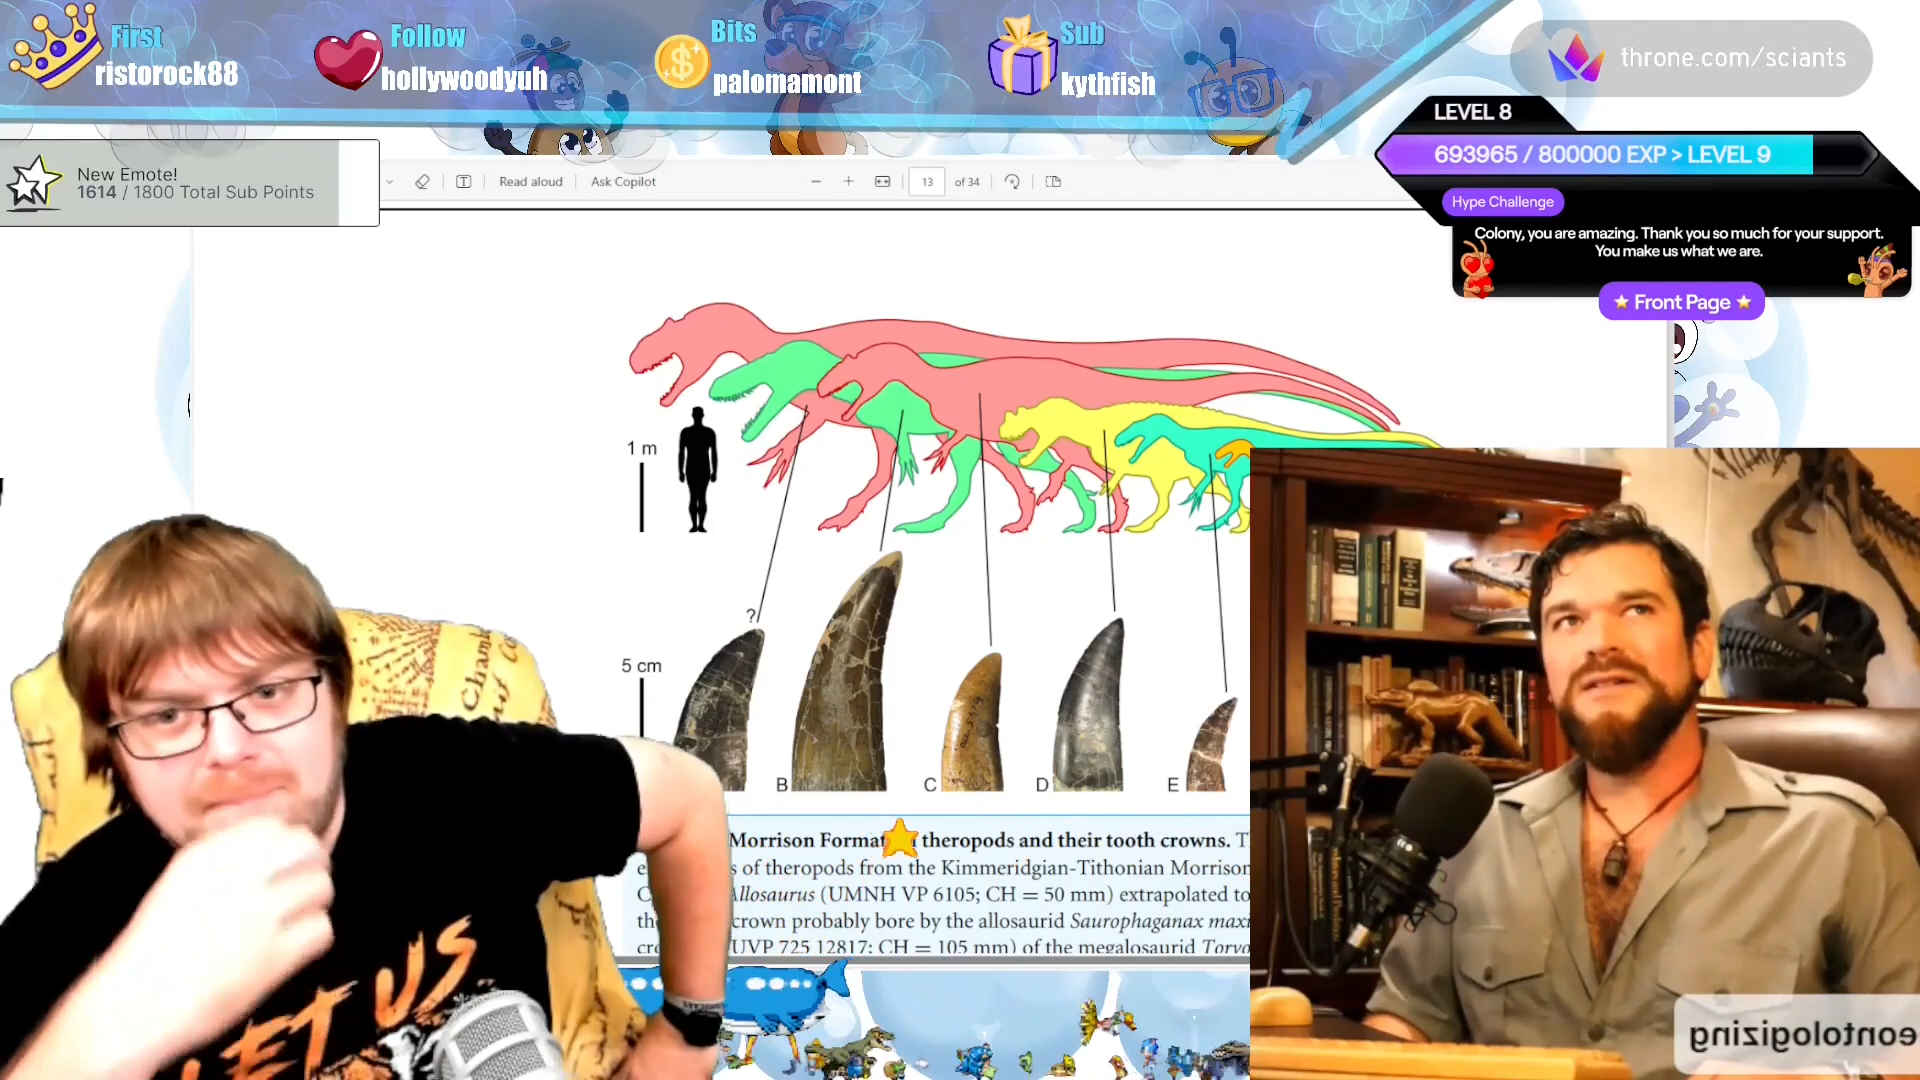 First
ristorock88
Follow
hollywoodyuh
Bits
palomamont
Sub
kythfish
throne.com/sciants
LEVEL 8
693965 / 800000 EXP > LEVEL 9
Hype Challenge
Colony, you are amazing. Thank you so much for your support.
You make us what we are.
Front Page
New Emote!
1614 / 1800 Total Sub Points
Read aloud
Ask Copilot
13 of 34
1 m
?
5 cm
B
C
D
E
Morrison Format theropods and their tooth crowns. T
s of theropods from the Kimmeridgian-Tithonian Morrison
Allosaurus (UMNH VP 6105; CH = 50 mm) extrapolated to
the crown probably bore by the allosaurid Saurophaganax maxi
UVP 725 12817; CH = 105 mm) of the megalosaurid Torvo
LET US
eontologizing